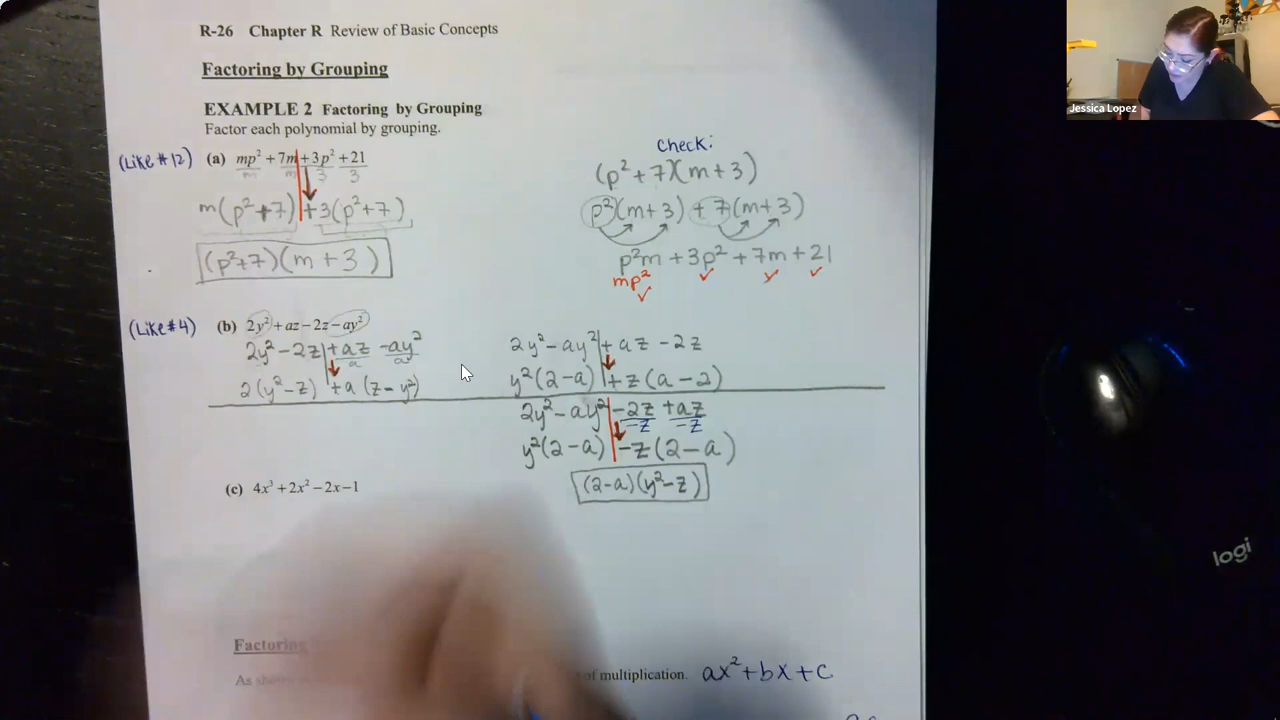 R-26 Chapter R Review of Basic Concepts
Jessica Lopez
Factoring by Grouping
EXAMPLE 2 Factoring by Grouping
Factor each polynomial by grouping.
(Like #12) (a) mp² + 7m + 3p² + 21
m m 3 3
m(p² + 7) + 3(p² + 7)
(p²+7)(m + 3)
check:
(p² + 7)(m + 3)
p²(m + 3) + 7(m + 3)
p²m + 3p² + 7m + 21
mp²
(Like #4) (b) 2y² + az − 2z − ay²
2y² − 2z + az − ay²
a a
2(y² − z) + a(z − y²)
2y² − ay² + az − 2z
y²(2 − a) + z(a − 2)
2y² − ay² − 2z + az
−z −z
y²(2 − a) − z(2 − a)
(2−a)(y²−z)
(c) 4x³ + 2x² − 2x − 1
logi
Factoring
As
of multiplication. ax² + bx + c